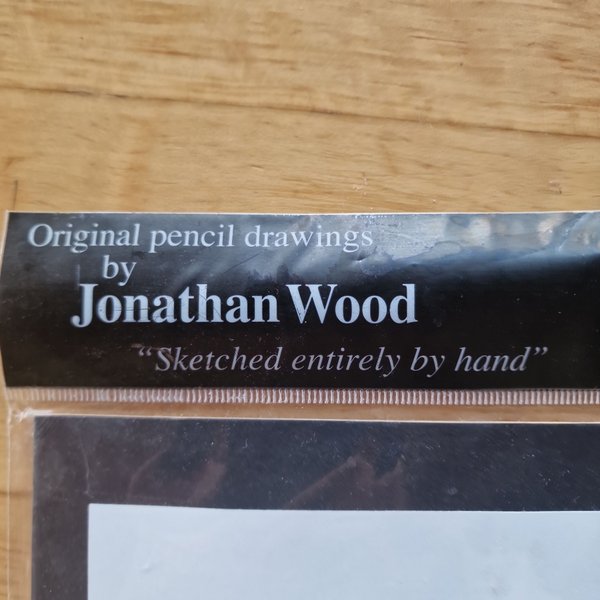 Original pencil drawings
by
Jonathan Wood
“Sketched entirely by hand”